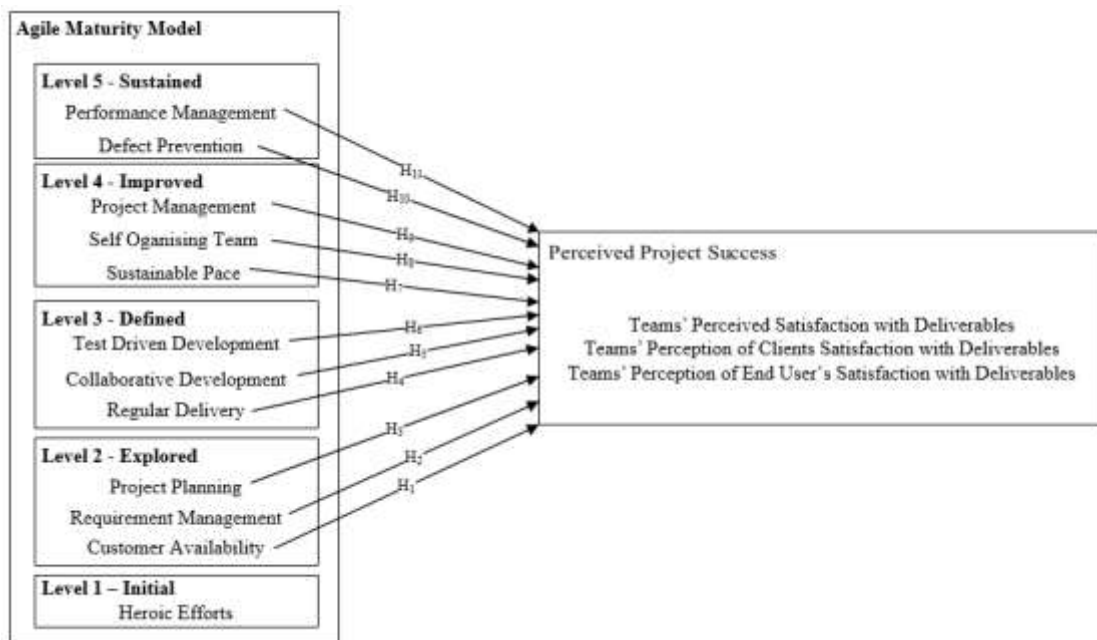 Agile Maturity Model
Level 5 - Sustained
Performance Management
Defect Prevention
Level 4 - Improved
Project Management
Self Oganising Team
Sustainable Pace
Level 3 - Defined
Test Driven Development
Collaborative Development
Regular Delivery
Level 2 - Explored
Project Planning
Requirement Management
Customer Availability
Level 1 – Initial
Heroic Efforts
H₁₁
H₁₀
H₉
H₈
H₇
H₆
H₅
H₄
H₃
H₂
H₁
Perceived Project Success
Teams’ Perceived Satisfaction with Deliverables
Teams’ Perception of Clients Satisfaction with Deliverables
Teams’ Perception of End User’s Satisfaction with Deliverables